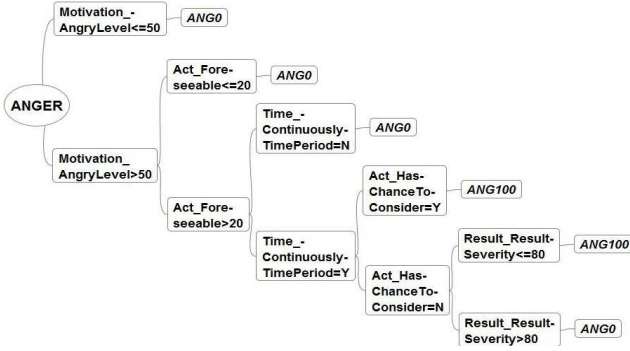 ANGER
Motivation_-
AngryLevel<=50
ANG0
Motivation_
AngryLevel>50
Act_Fore-
seeable<=20
ANG0
Act_Fore-
seeable>20
Time_-
Continuously-
TimePeriod=N
ANG0
Time_-
Continuously-
TimePeriod=Y
Act_Has-
ChanceTo-
Consider=Y
ANG100
Act_Has-
ChanceTo-
Consider=N
Result_Result-
Severity<=80
ANG100
Result_Result-
Severity>80
ANG0